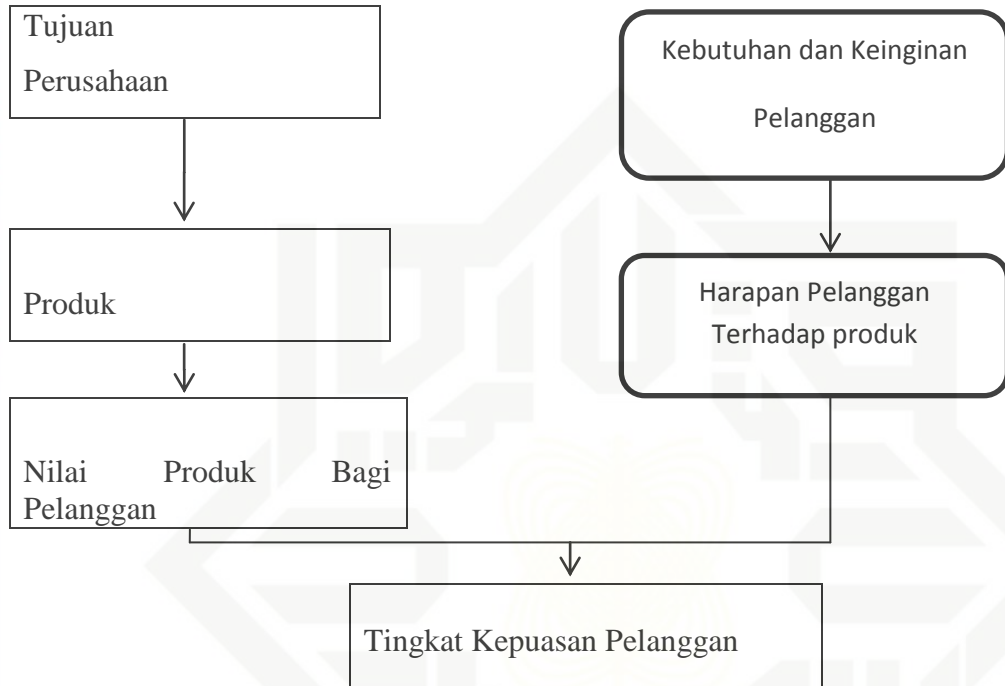 Tujuan
Perusahaan
Kebutuhan dan Keinginan
Pelanggan
Produk
Harapan Pelanggan
Terhadap produk
Nilai Produk Bagi
Pelanggan
Tingkat Kepuasan Pelanggan